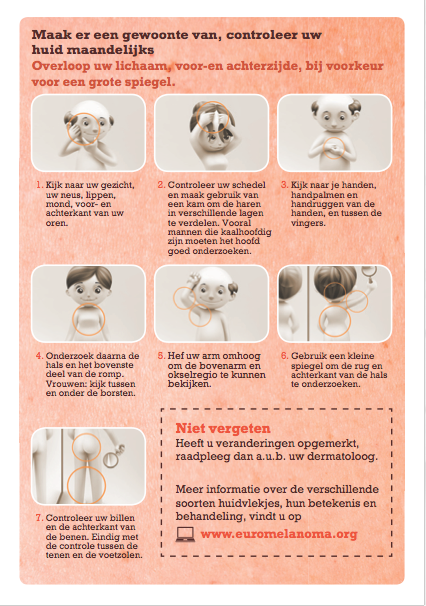 Maak er een gewoonte van, controleer uw
huid maandelijks
Overloop uw lichaam, voor-en achterzijde, bij voorkeur
voor een grote spiegel.
1. Kijk naar uw gezicht,
uw neus, lippen,
mond, voor- en
achterkant van uw
oren.
2. Controleer uw schedel
en maak gebruik van
een kam om de haren
in verschillende lagen
te verdelen. Vooral
mannen die kaalhoofdig
zijn moeten het hoofd
goed onderzoeken.
3. Kijk naar je handen,
handpalmen en
handruggen van de
handen, en tussen de
vingers.
4. Onderzoek daarna de
hals en het bovenste
deel van de romp.
Vrouwen: kijk tussen
en onder de borsten.
5. Hef uw arm omhoog
om de bovenarm en
okselregio te kunnen
bekijken.
6. Gebruik een kleine
spiegel om de rug en
achterkant van de hals
te onderzoeken.
7. Controleer uw billen
en de achterkant van
de benen. Eindig met
de controle tussen de
tenen en de voetzolen.
Niet vergeten
Heeft u veranderingen opgemerkt,
raadpleeg dan a.u.b. uw dermatoloog.
Meer informatie over de verschillende
soorten huidvlekjes, hun betekenis en
behandeling, vindt u op
www.euromelanoma.org